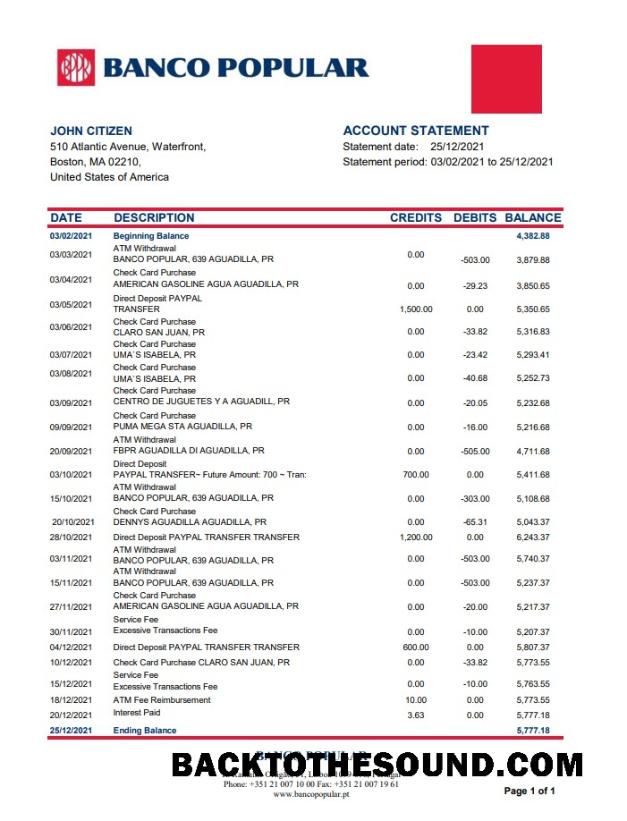 BANCO POPULAR
JOHN CITIZEN
510 Atlantic Avenue, Waterfront,
Boston, MA 02210,
United States of America
ACCOUNT STATEMENT
Statement date: 25/12/2021
Statement period: 03/02/2021 to 25/12/2021
DATE DESCRIPTION CREDITS DEBITS BALANCE
03/02/2021 Beginning Balance 4,382.88
ATM Withdrawal
03/03/2021 BANCO POPULAR, 639 AGUADILLA, PR 0.00 -503.00 3,879.88
Check Card Purchase
03/04/2021 AMERICAN GASOLINE AGUA AGUADILLA, PR 0.00 -29.23 3,850.65
Direct Deposit PAYPAL
03/05/2021 TRANSFER 1,500.00 0.00 5,350.65
Check Card Purchase
03/06/2021 CLARO SAN JUAN, PR 0.00 -33.82 5,316.83
Check Card Purchase
03/07/2021 UMA`S ISABELA, PR 0.00 -23.42 5,293.41
Check Card Purchase
03/08/2021 UMA`S ISABELA, PR 0.00 -40.68 5,252.73
Check Card Purchase
03/09/2021 CENTRO DE JUGUETES Y A AGUADILL, PR 0.00 -20.05 5,232.68
Check Card Purchase
09/09/2021 PUMA MEGA STA AGUADILLA, PR 0.00 -16.00 5,216.68
ATM Withdrawal
20/09/2021 FBPR AGUADILLA DI AGUADILLA, PR 0.00 -505.00 4,711.68
Direct Deposit
03/10/2021 PAYPAL TRANSFER~ Future Amount: 700 ~ Tran: 700.00 0.00 5,411.68
ATM Withdrawal
15/10/2021 BANCO POPULAR, 639 AGUADILLA, PR 0.00 -303.00 5,108.68
Check Card Purchase
20/10/2021 DENNYS AGUADILLA AGUADILLA, PR 0.00 -65.31 5,043.37
28/10/2021 Direct Deposit PAYPAL TRANSFER TRANSFER 1,200.00 0.00 6,243.37
ATM Withdrawal
03/11/2021 BANCO POPULAR, 639 AGUADILLA, PR 0.00 -503.00 5,740.37
ATM Withdrawal
15/11/2021 BANCO POPULAR, 639 AGUADILLA, PR 0.00 -503.00 5,237.37
Check Card Purchase
27/11/2021 AMERICAN GASOLINE AGUA AGUADILLA, PR 0.00 -20.00 5,217.37
Service Fee
30/11/2021 Excessive Transactions Fee 0.00 -10.00 5,207.37
04/12/2021 Direct Deposit PAYPAL TRANSFER TRANSFER 600.00 0.00 5,807.37
10/12/2021 Check Card Purchase CLARO SAN JUAN, PR 0.00 -33.82 5,773.55
Service Fee
15/12/2021 Excessive Transactions Fee 0.00 -10.00 5,763.55
18/12/2021 ATM Fee Reimbursement 10.00 0.00 5,773.55
20/12/2021 Interest Paid 3.63 0.00 5,777.18
25/12/2021 Ending Balance 5,777.18
BANCO POPULAR
BACKTOTHESOUND.COM
Phone: +351 21 007 10 00 Fax: +351 21 007 19 61
www.bancopopular.pt
Page 1 of 1